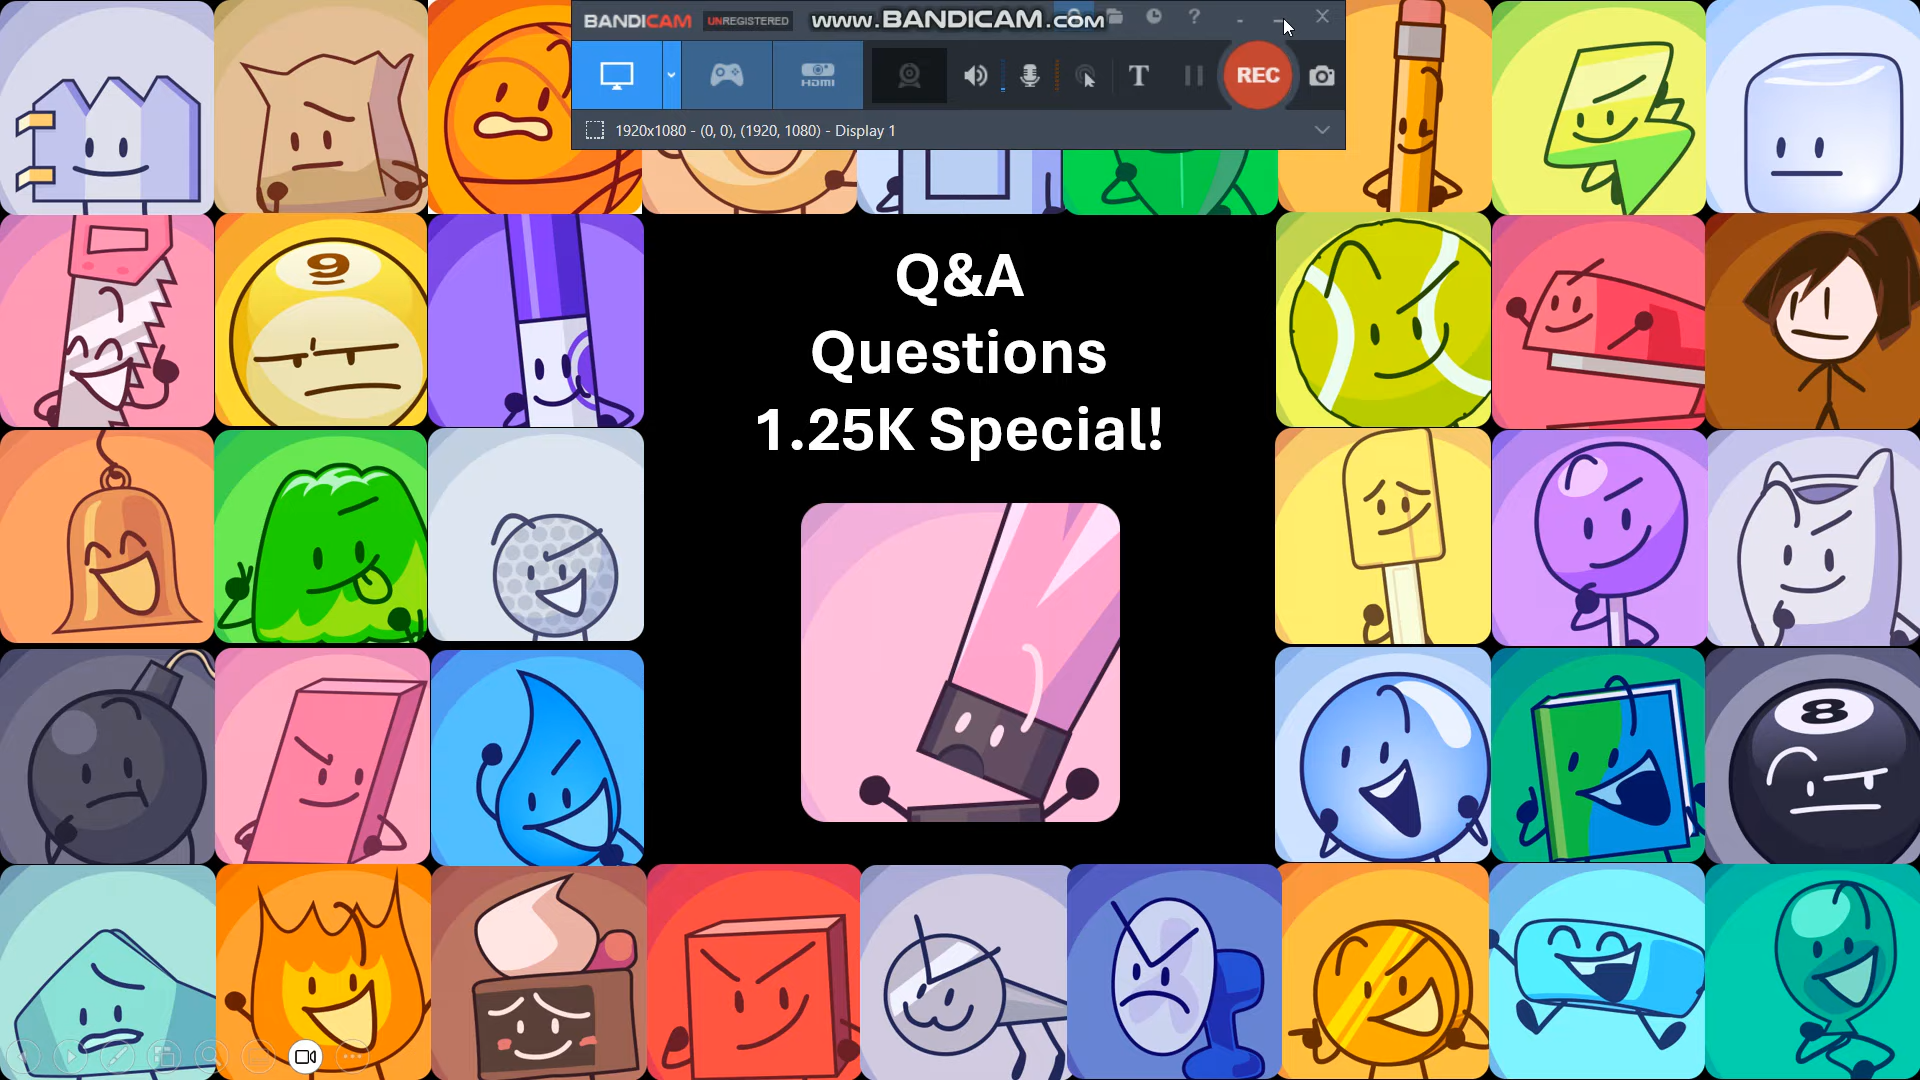 BANDICAM UNREGISTERED www.BANDICAM.com
HDMI
T
REC
1920x1080 - (0, 0), (1920, 1080) - Display 1
9
Q&A
Questions
1.25K Special!
8